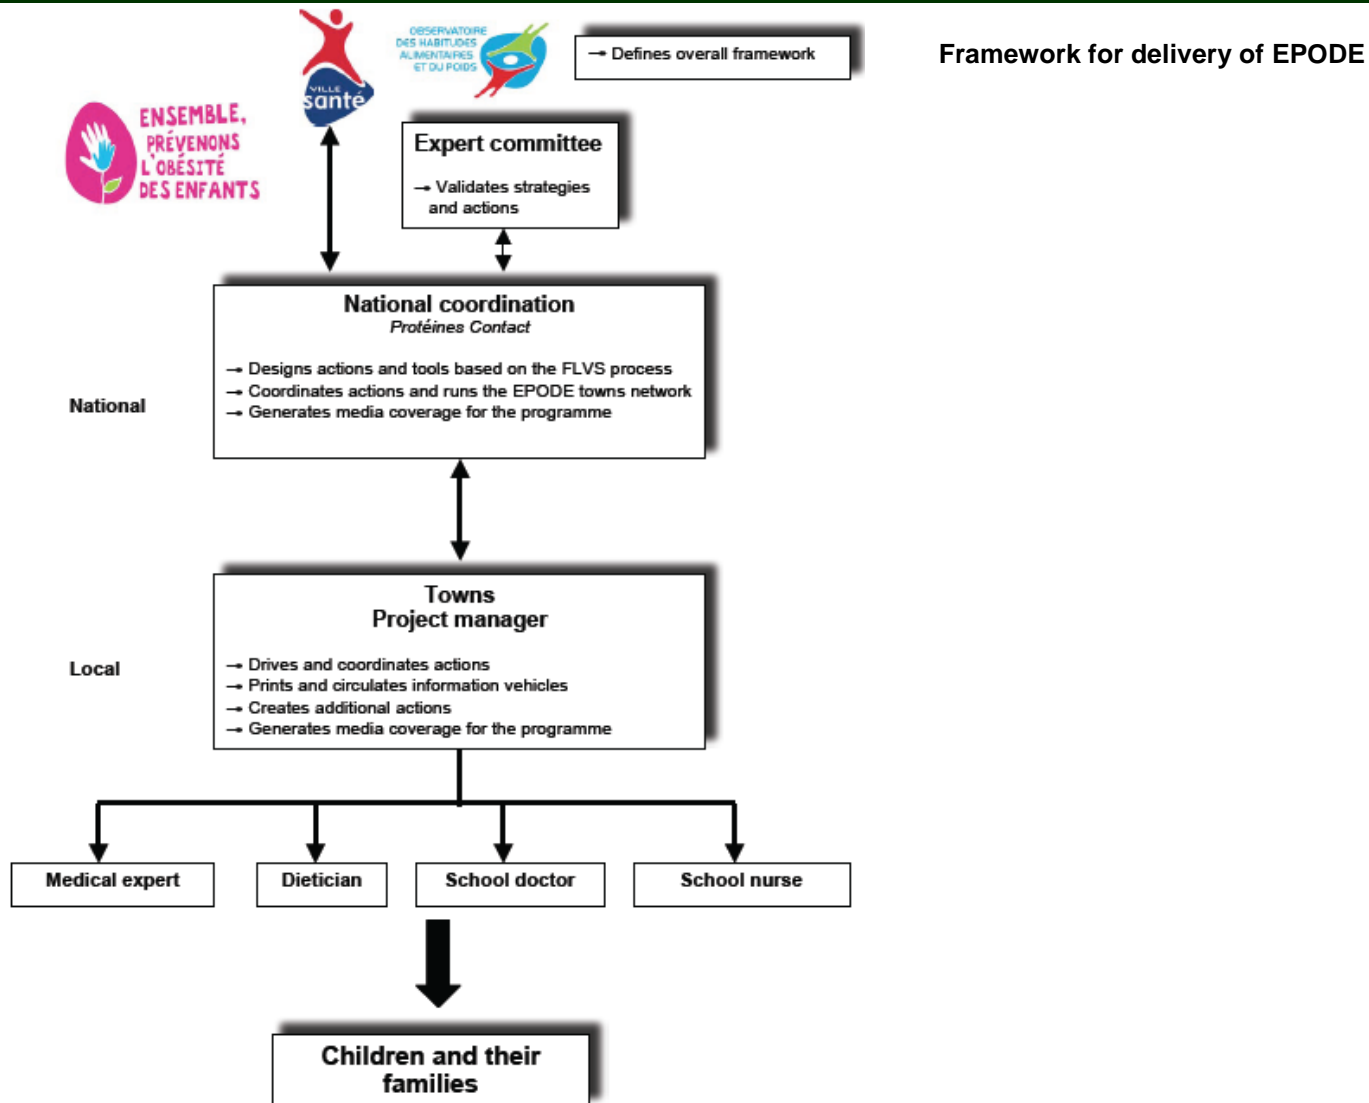 OBSERVATOIRE
DES HABITUDES
ALIMENTAIRES
ET DU POIDS
→ Defines overall framework
Framework for delivery of EPODE
VILLE
santé
ENSEMBLE,
PRÉVENONS
L'OBÉSITÉ
DES ENFANTS
Expert committee
→ Validates strategies
and actions
National coordination
Protéines Contact
→ Designs actions and tools based on the FLVS process
→ Coordinates actions and runs the EPODE towns network
→ Generates media coverage for the programme
National
Towns
Project manager
→ Drives and coordinates actions
→ Prints and circulates information vehicles
→ Creates additional actions
→ Generates media coverage for the programme
Local
Medical expert
Dietician
School doctor
School nurse
Children and their
families